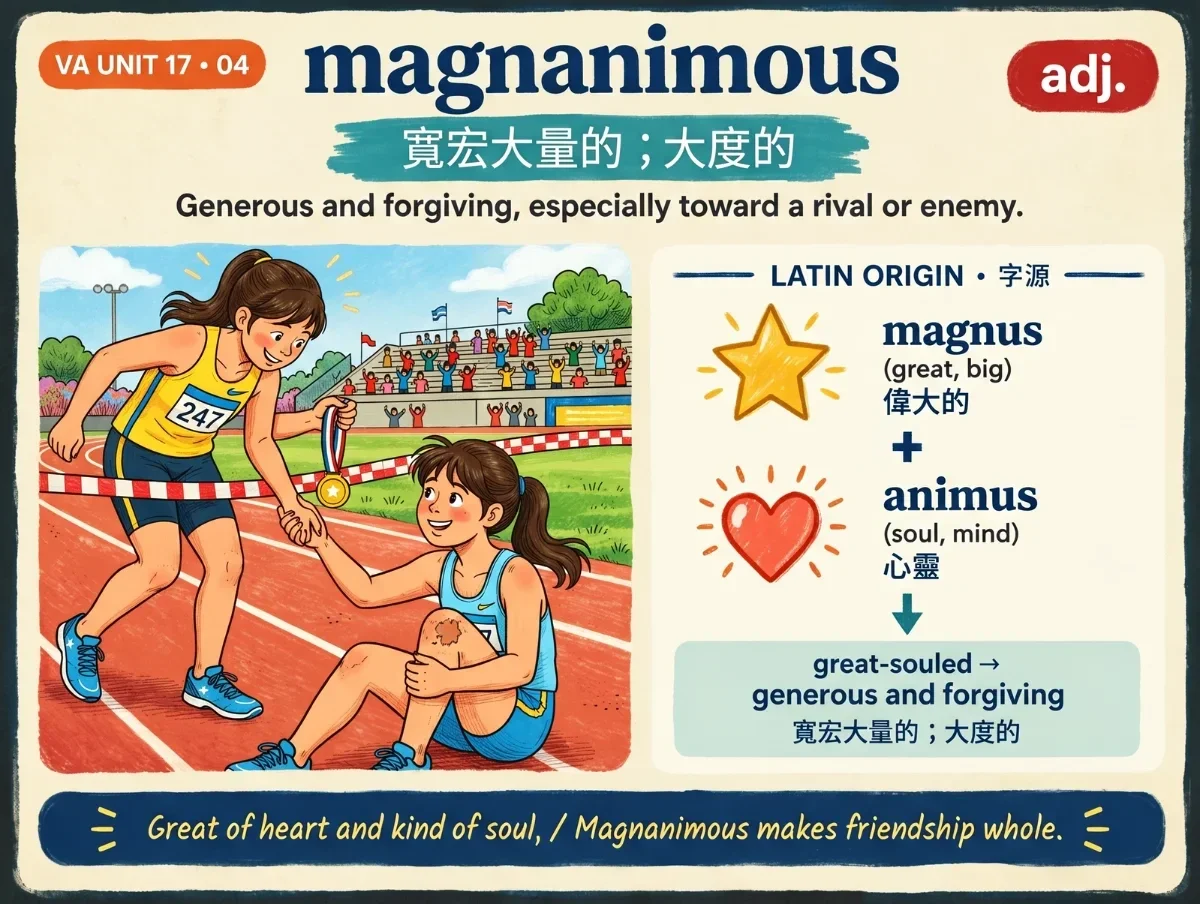 VA UNIT 17 • 04
magnanimous
adj.
寬宏大量的；大度的
Generous and forgiving, especially toward a rival or enemy.
247
7
LATIN ORIGIN • 字源
magnus
(great, big)
偉大的
+
animus
(soul, mind)
心靈
great-souled →
generous and forgiving
寬宏大量的；大度的
Great of heart and kind of soul, / Magnanimous makes friendship whole.